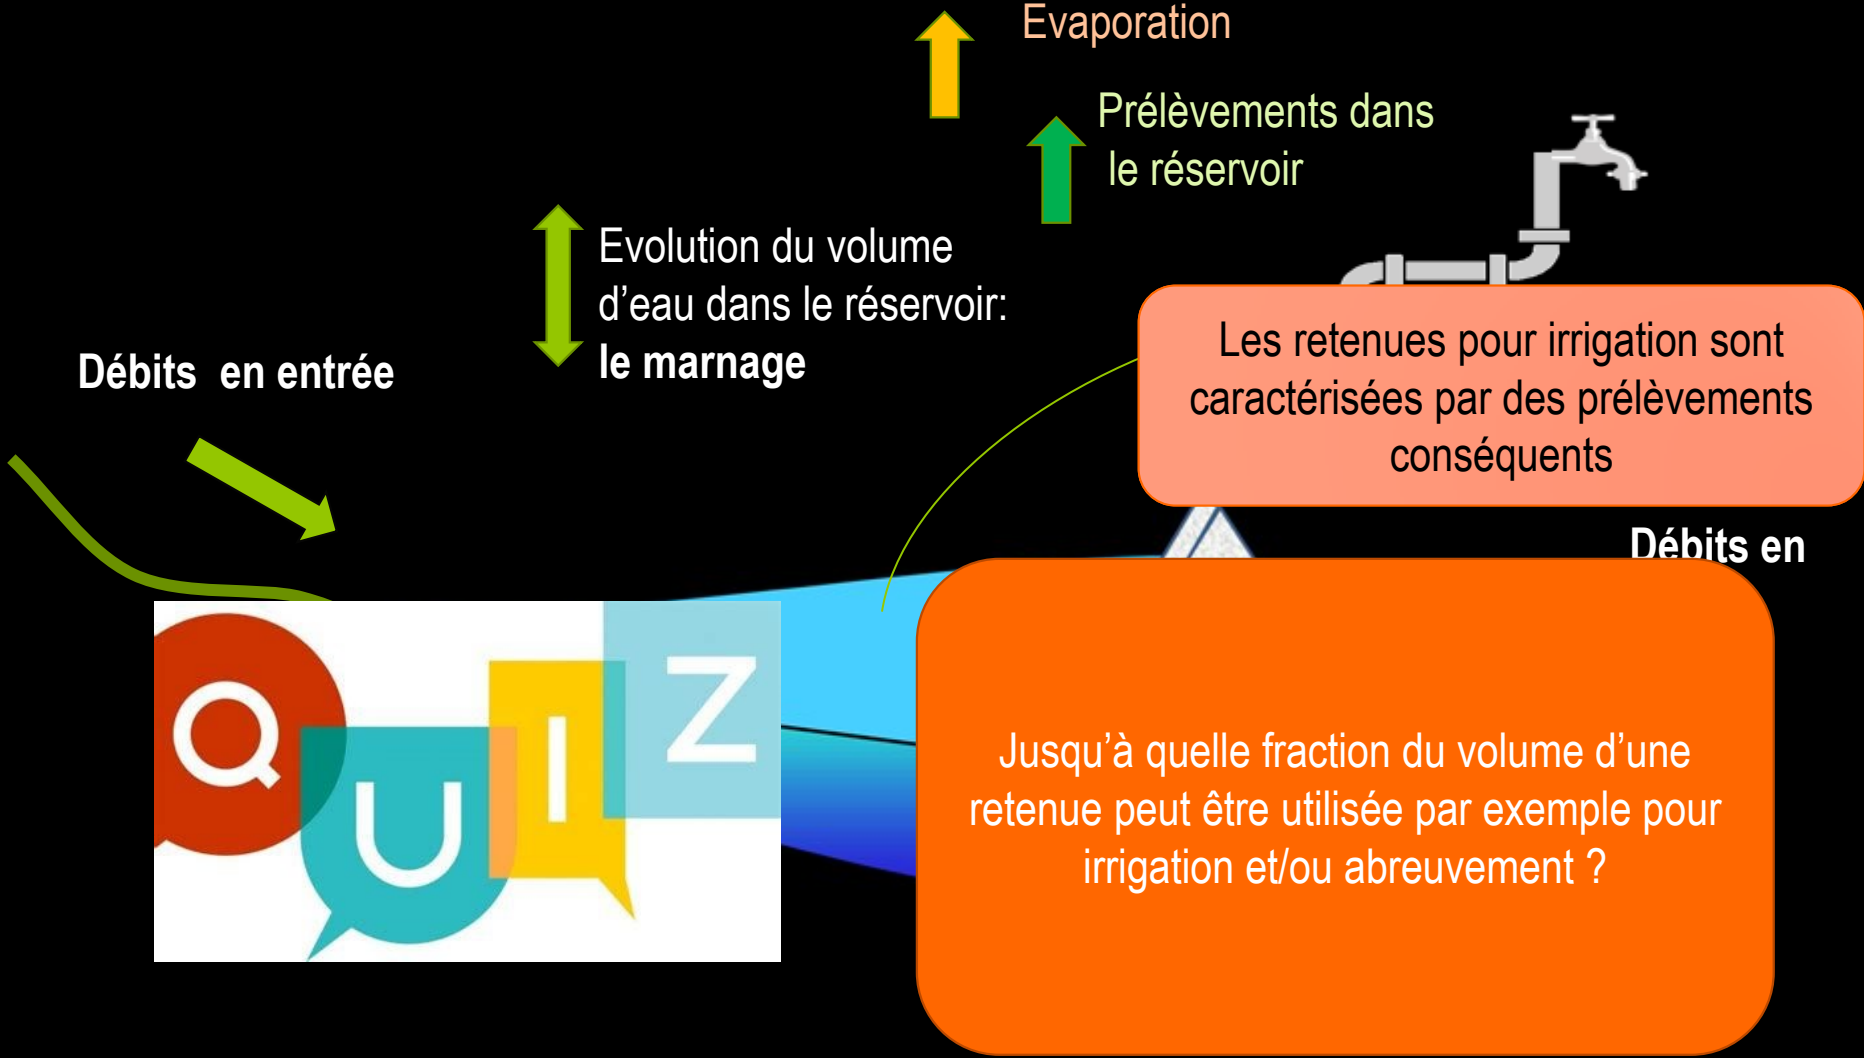 Evaporation
Prélèvements dans
le réservoir
Evolution du volume
d'eau dans le réservoir:
le marnage
Débits en entrée
Les retenues pour irrigation sont
caractérisées par des prélèvements
conséquents
Débits en
QUIZ
Jusqu'à quelle fraction du volume d'une
retenue peut être utilisée par exemple pour
irrigation et/ou abreuvement ?